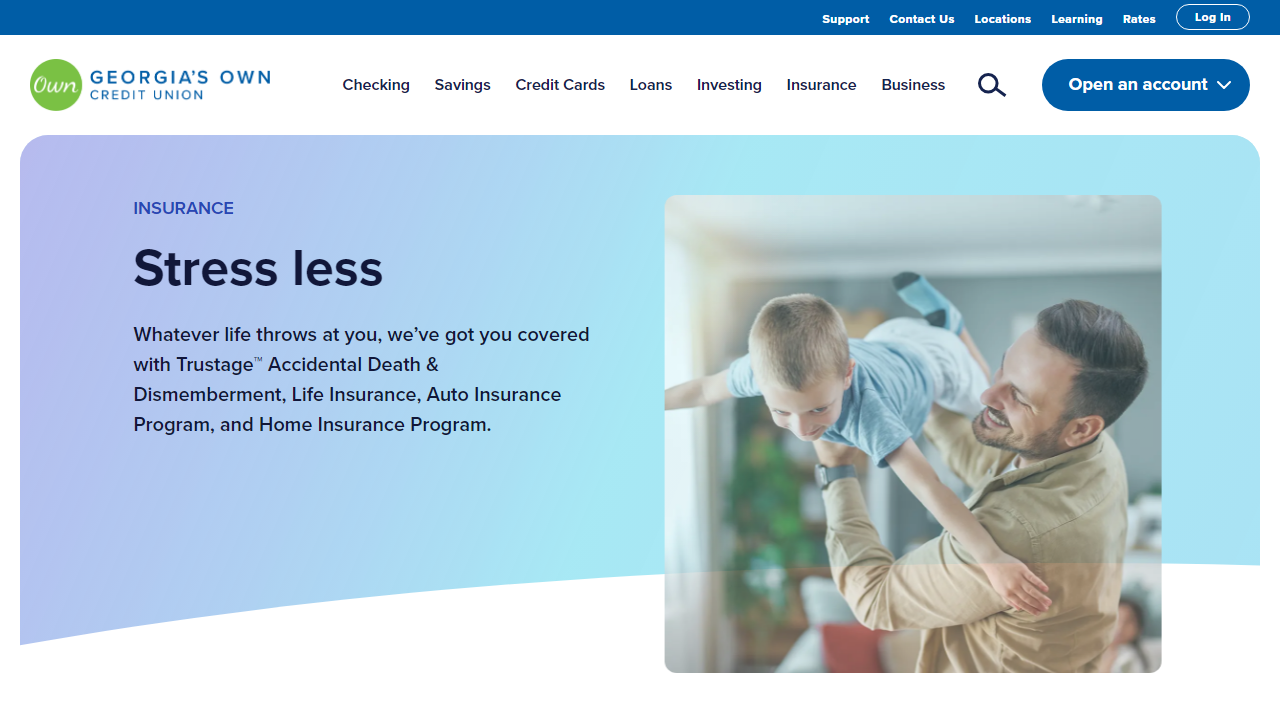 Support Contact Us Locations Learning Rates Log In
Own GEORGIA'S OWN
CREDIT UNION
Checking Savings Credit Cards Loans Investing Insurance Business Open an account
INSURANCE
Stress less
Whatever life throws at you, we’ve got you covered
with Trustage™ Accidental Death &
Dismemberment, Life Insurance, Auto Insurance
Program, and Home Insurance Program.